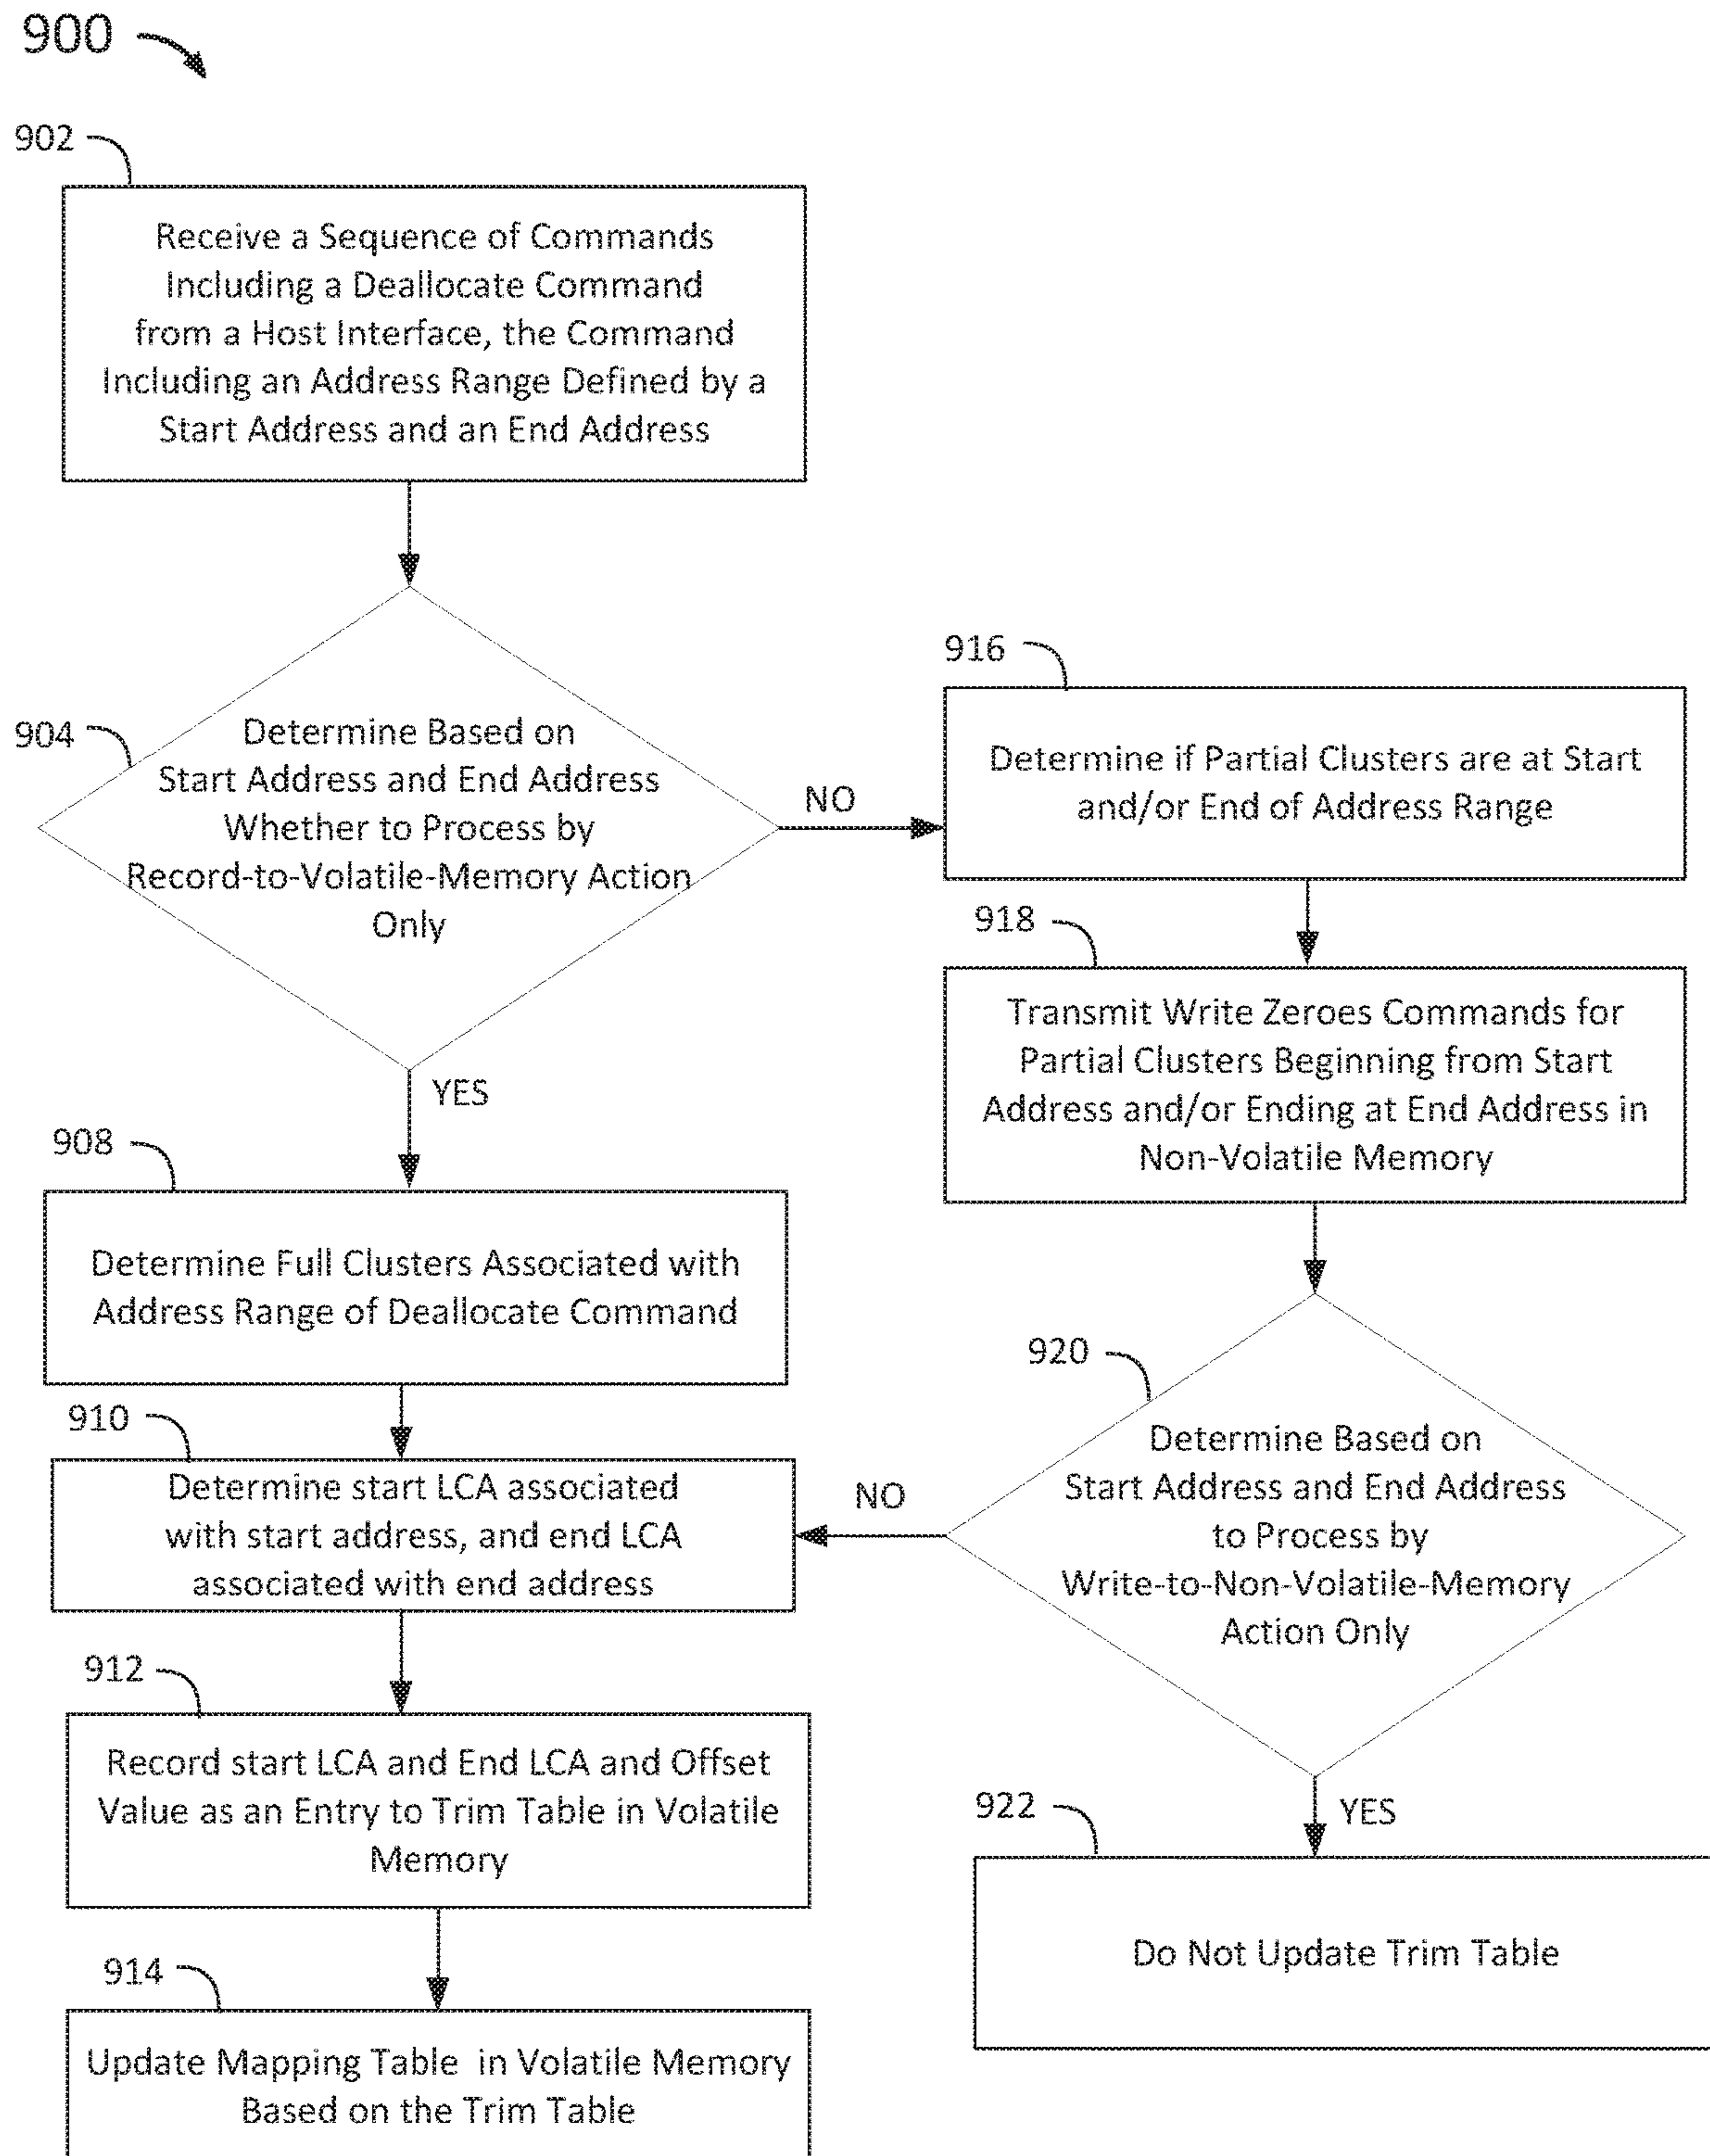 900
902
Receive a Sequence of Commands
Including a Deallocate Command
from a Host Interface, the Command
Including an Address Range Defined by a
Start Address and an End Address
904
Determine Based on
Start Address and End Address
Whether to Process by
Record-to-Volatile-Memory Action
Only
NO
YES
916
Determine if Partial Clusters are at Start
and/or End of Address Range
918
Transmit Write Zeroes Commands for
Partial Clusters Beginning from Start
Address and/or Ending at End Address in
Non-Volatile Memory
908
Determine Full Clusters Associated with
Address Range of Deallocate Command
920
Determine Based on
Start Address and End Address
to Process by
Write-to-Non-Volatile-Memory
Action Only
NO
YES
910
Determine start LCA associated
with start address, and end LCA
associated with end address
912
Record start LCA and End LCA and Offset
Value as an Entry to Trim Table in Volatile
Memory
922
Do Not Update Trim Table
914
Update Mapping Table in Volatile Memory
Based on the Trim Table